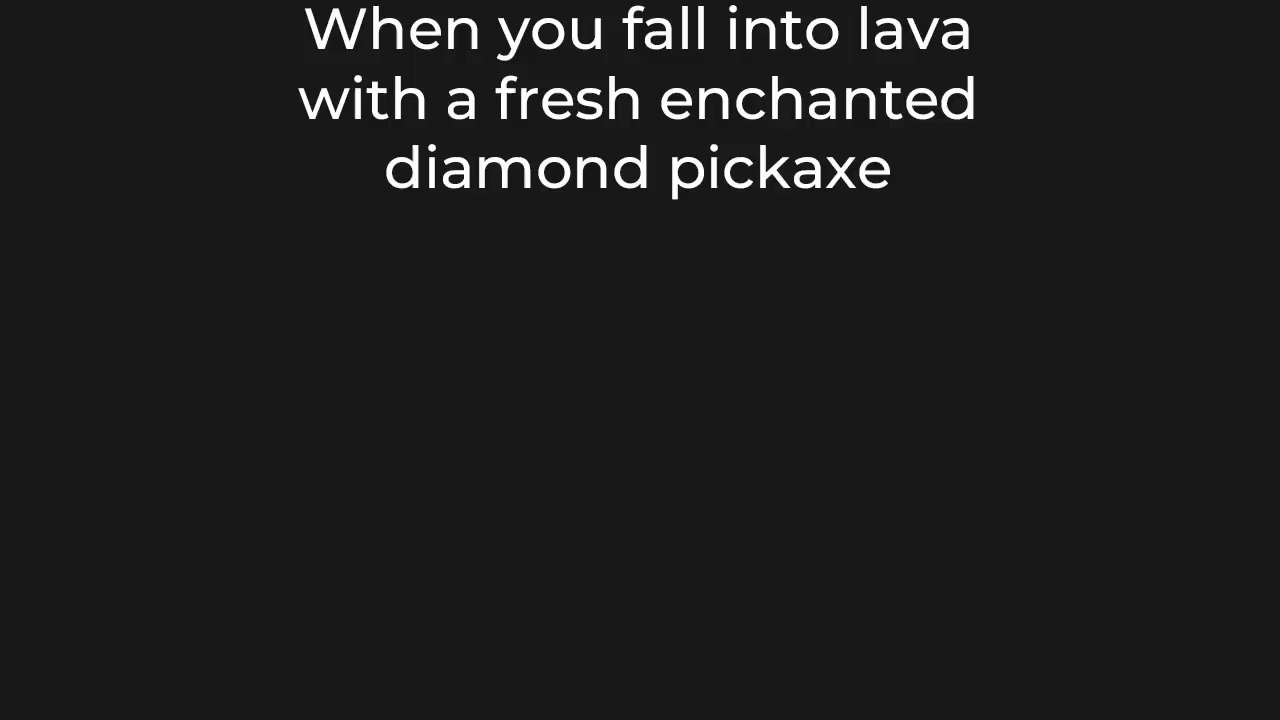 When you fall into lava
with a fresh enchanted
diamond pickaxe